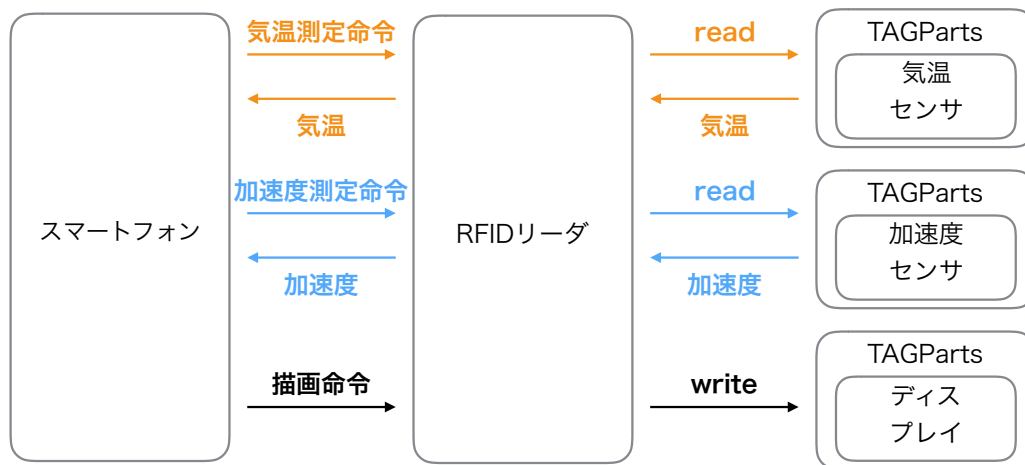 気温測定命令
read
TAGParts
気温
センサ
気温
気温
加速度測定命令
read
TAGParts
スマートフォン
RFIDリーダ
加速度
センサ
加速度
加速度
TAGParts
描画命令
write
ディス
プレイ